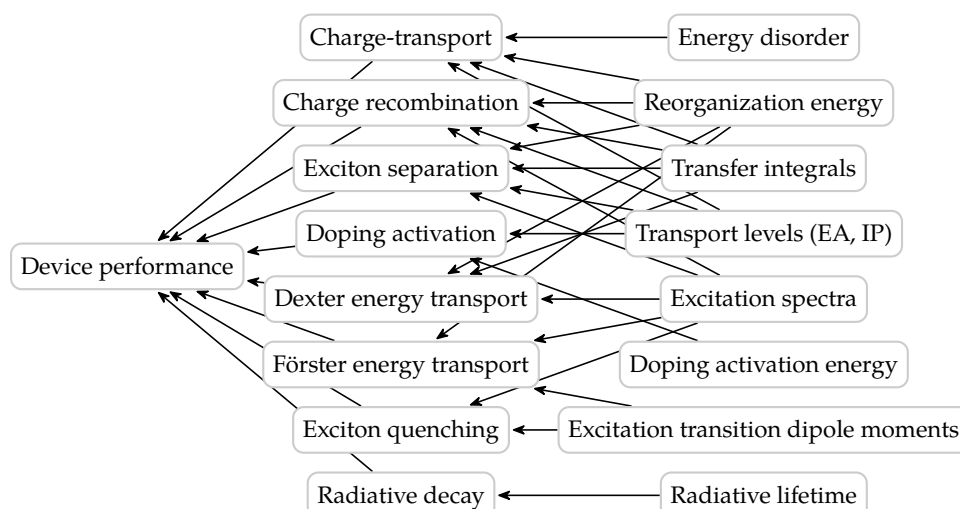 Charge-transport
Energy disorder
Charge recombination
Reorganization energy
Exciton separation
Transfer integrals
Doping activation
Transport levels (EA, IP)
Device performance
Dexter energy transport
Excitation spectra
Förster energy transport
Doping activation energy
Exciton quenching
Excitation transition dipole moments
Radiative decay
Radiative lifetime